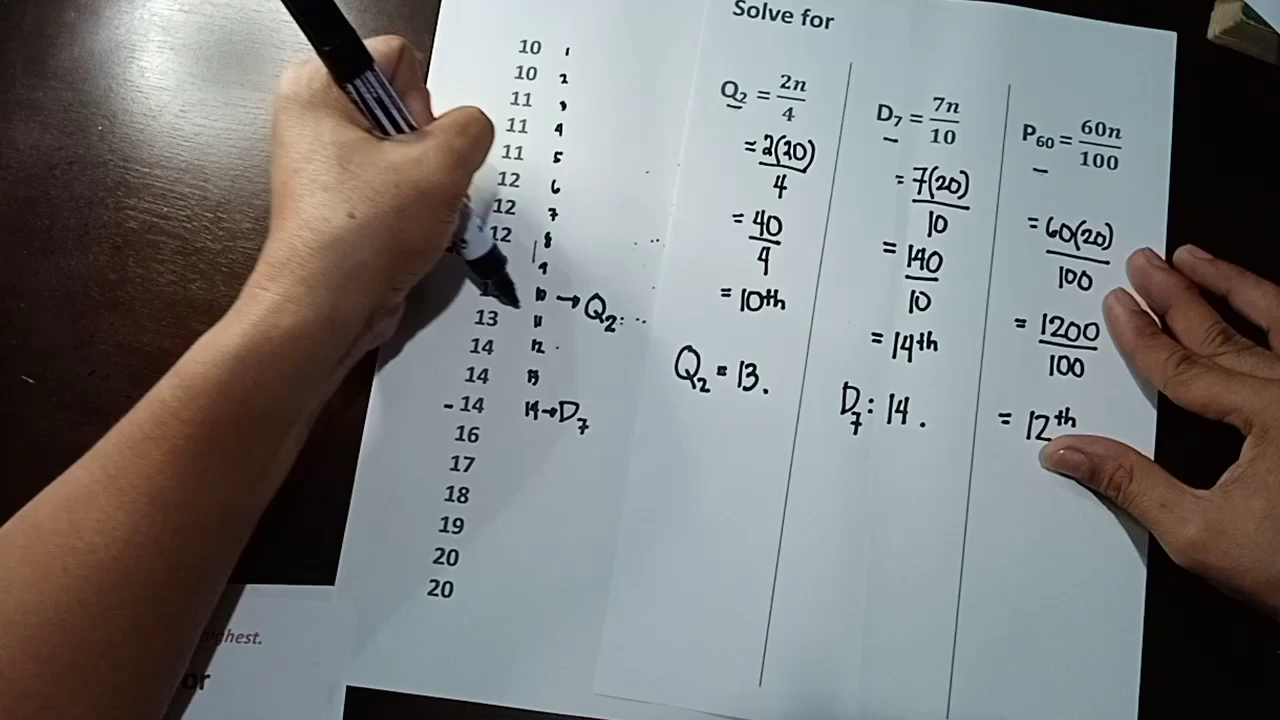 Solve for
10 1
10 2
11 3
11 4
11 5
12 6
12 7
12 8
9
10 → Q2:
13 11
14 12
14 13
-14 14→D7
16
17
18
19
20
20
Q2 = 2n/4
= 2(20)/4
= 40/4
= 10th
Q2 = 13.
D7 = 7n/10
= 7(20)/10
= 140/10
= 14th
D7: 14.
P60 = 60n/100
= 60(20)/100
= 1200/100
= 12th
highest.
or